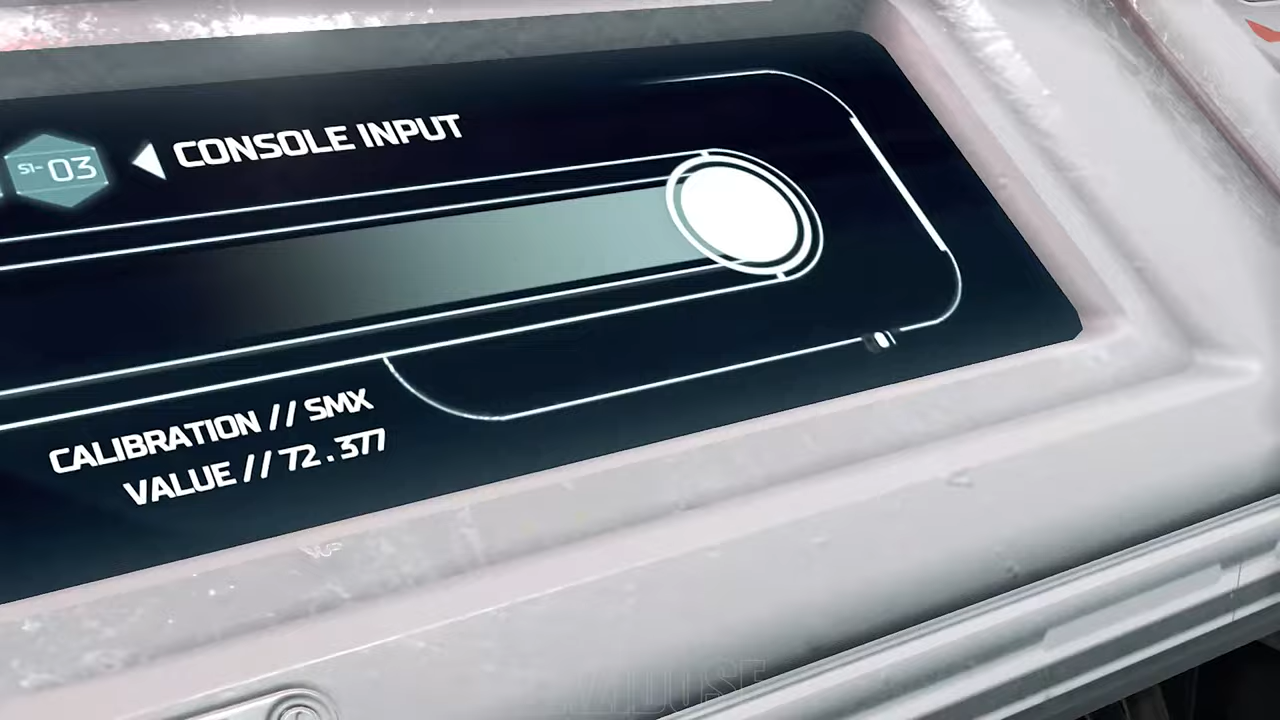 S1-03
CONSOLE INPUT
CALIBRATION // SMX
VALUE // 72.377